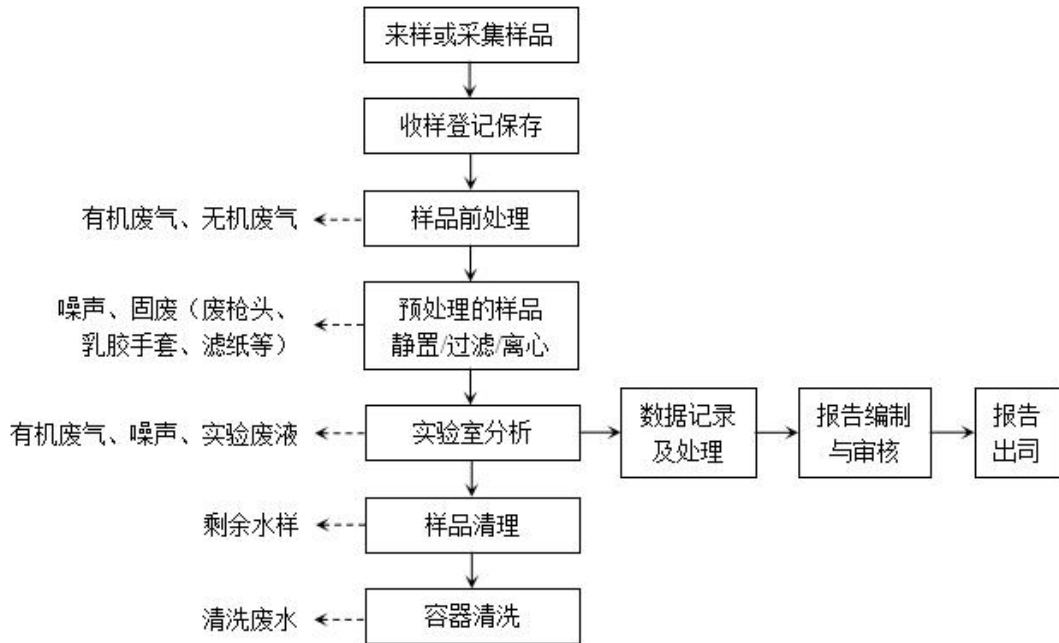 来样或采集样品
收样登记保存
有机废气、无机废气
样品前处理
噪声、固废（废枪头、
乳胶手套、滤纸等）
预处理的样品
静置/过滤/离心
有机废气、噪声、实验废液
实验室分析
数据记录
及处理
报告编制
与审核
报告
出司
剩余水样
样品清理
清洗废水
容器清洗